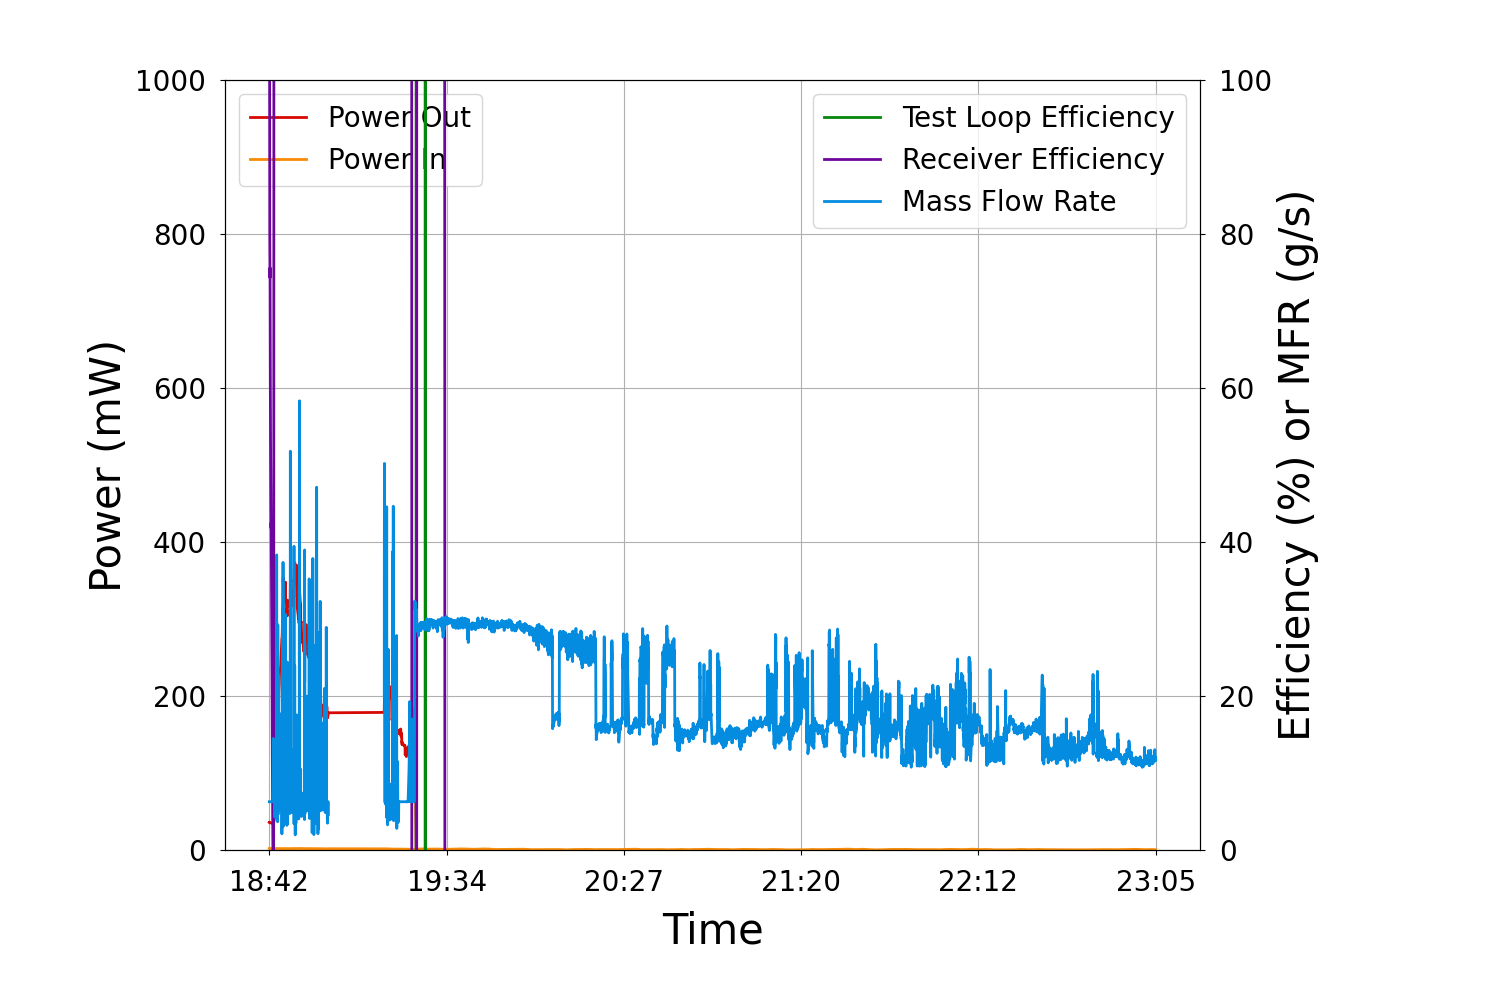 1000
800
600
400
200
0
Power (mW)
Power Out
Power In
Test Loop Efficiency
Receiver Efficiency
Mass Flow Rate
100
80
60
40
20
0
Efficiency (%) or MFR (g/s)
18:42 19:34 20:27 21:20 22:12 23:05
Time